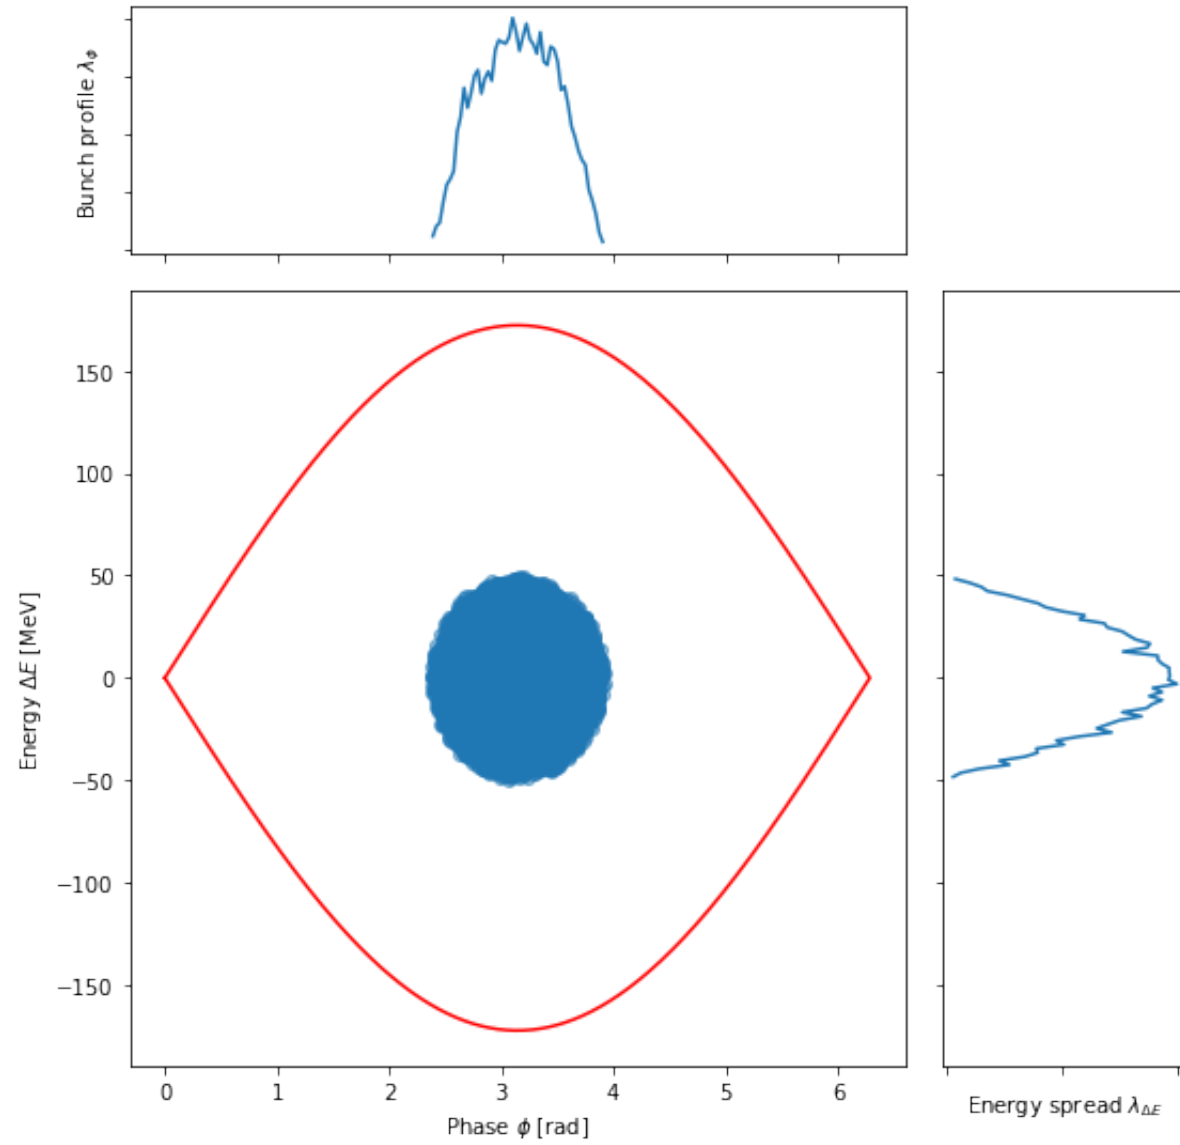 Bunch profile λ_Φ
150
100
50
0
−50
−100
−150
Energy ΔE [MeV]
0 1 2 3 4 5 6
Phase ϕ [rad]
Energy spread λ_ΔE